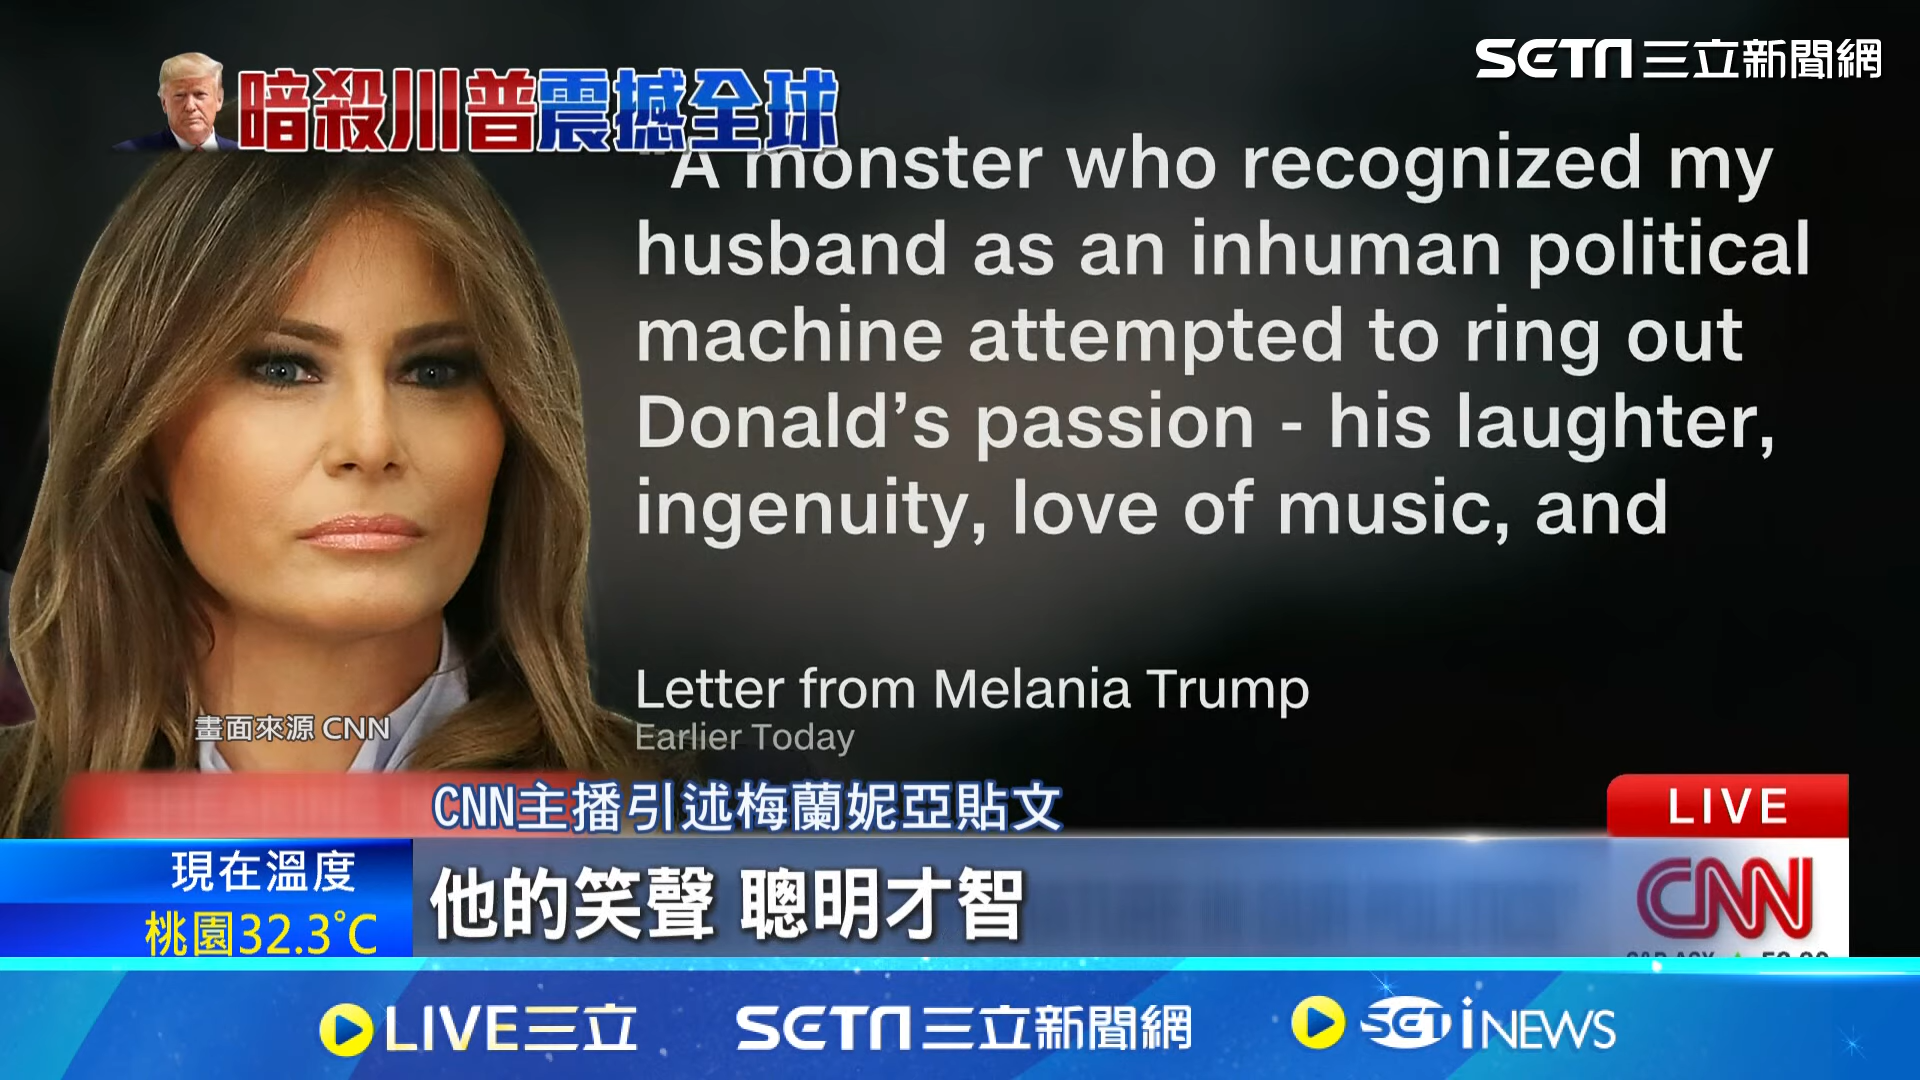 SETN三立新聞網
暗殺川普震撼全球
"A monster who recognized my
husband as an inhuman political
machine attempted to ring out
Donald’s passion - his laughter,
ingenuity, love of music, and
Letter from Melania Trump
Earlier Today
畫面來源 CNN
CNN主播引述梅蘭妮亞貼文
LIVE
現在溫度
桃園32.3°C
他的笑聲 聰明才智
CNN
LIVE三立
SETN三立新聞網
SET iNEWS